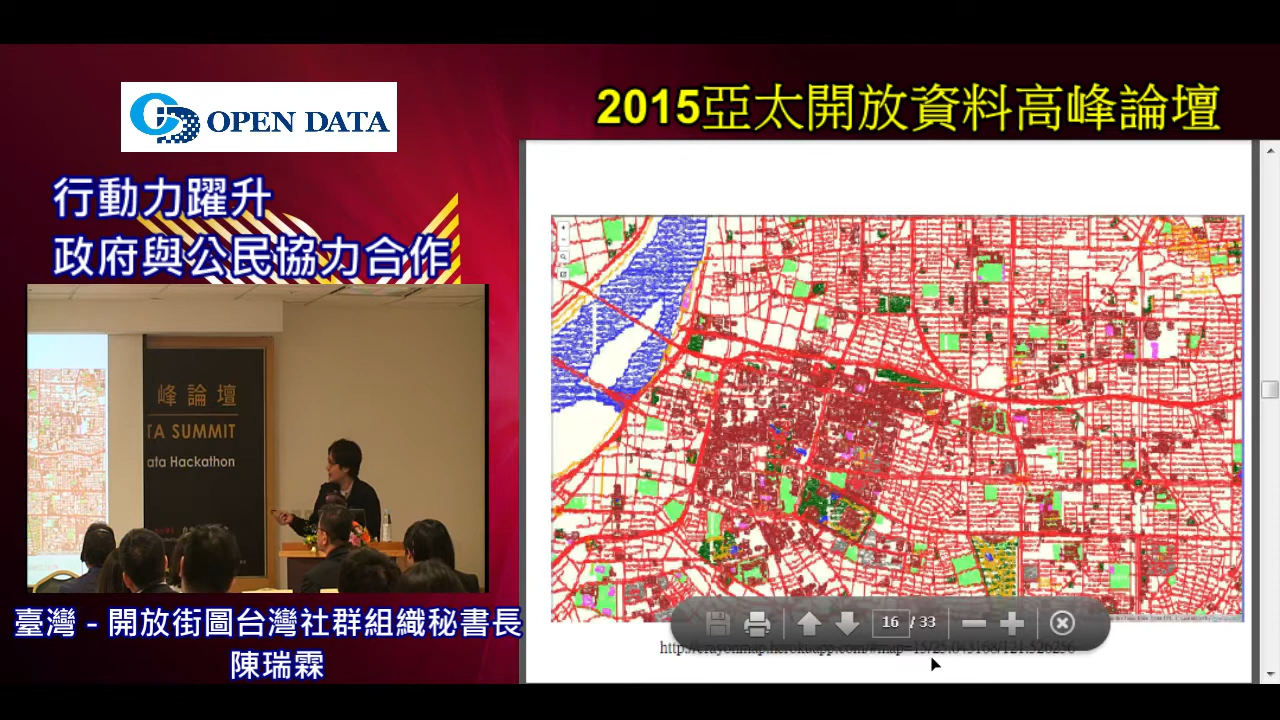 OPEN DATA
2015亞太開放資料高峰論壇
行動力躍升
政府與公民協力合作
峰論壇
TA SUMMIT
ata Hackathon
臺灣－開放街圖台灣社群組織秘書長
陳瑞霖
16 / 33